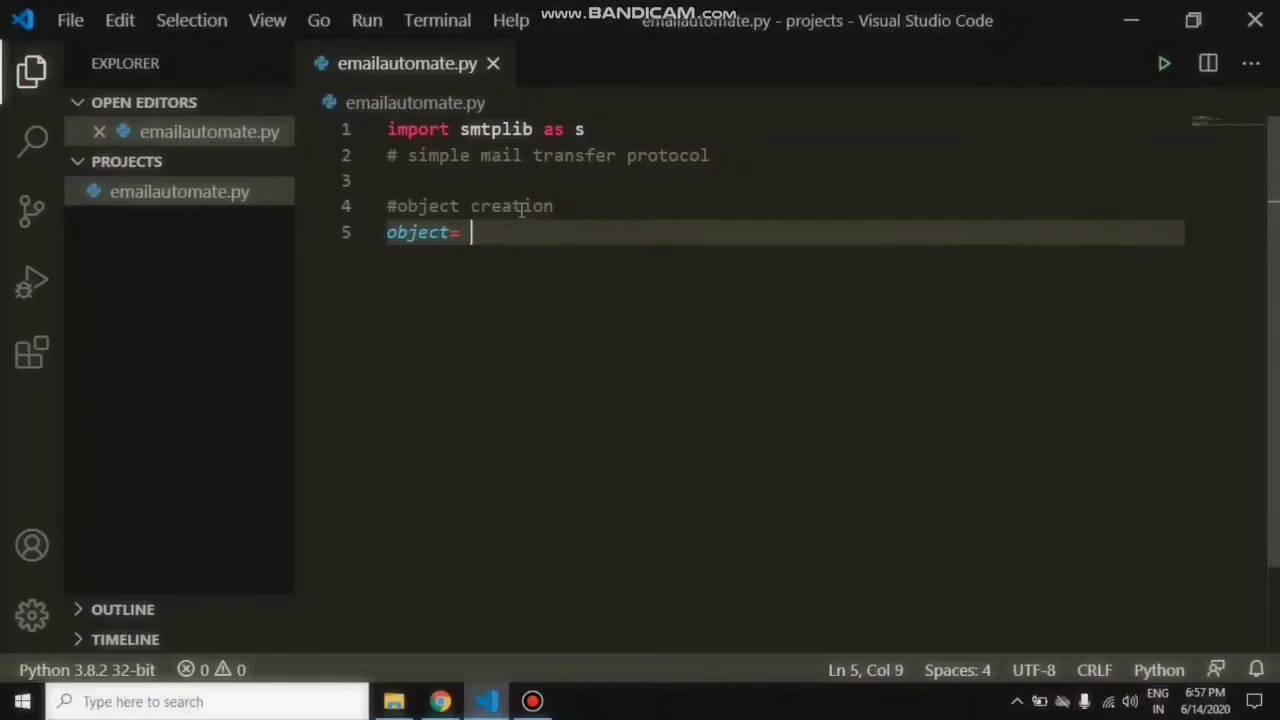 www.BANDICAM.com
File Edit Selection View Go Run Terminal Help emailautomate.py - projects - Visual Studio Code
EXPLORER
emailautomate.py
OPEN EDITORS
emailautomate.py
PROJECTS
emailautomate.py
OUTLINE
TIMELINE
emailautomate.py
1 import smtplib as s
2 # simple mail transfer protocol
3
4 #object creation
5 object=
Python 3.8.2 32-bit 0 0 Ln 5, Col 9 Spaces: 4 UTF-8 CRLF Python
Type here to search
ENG
IN
6:57 PM
6/14/2020